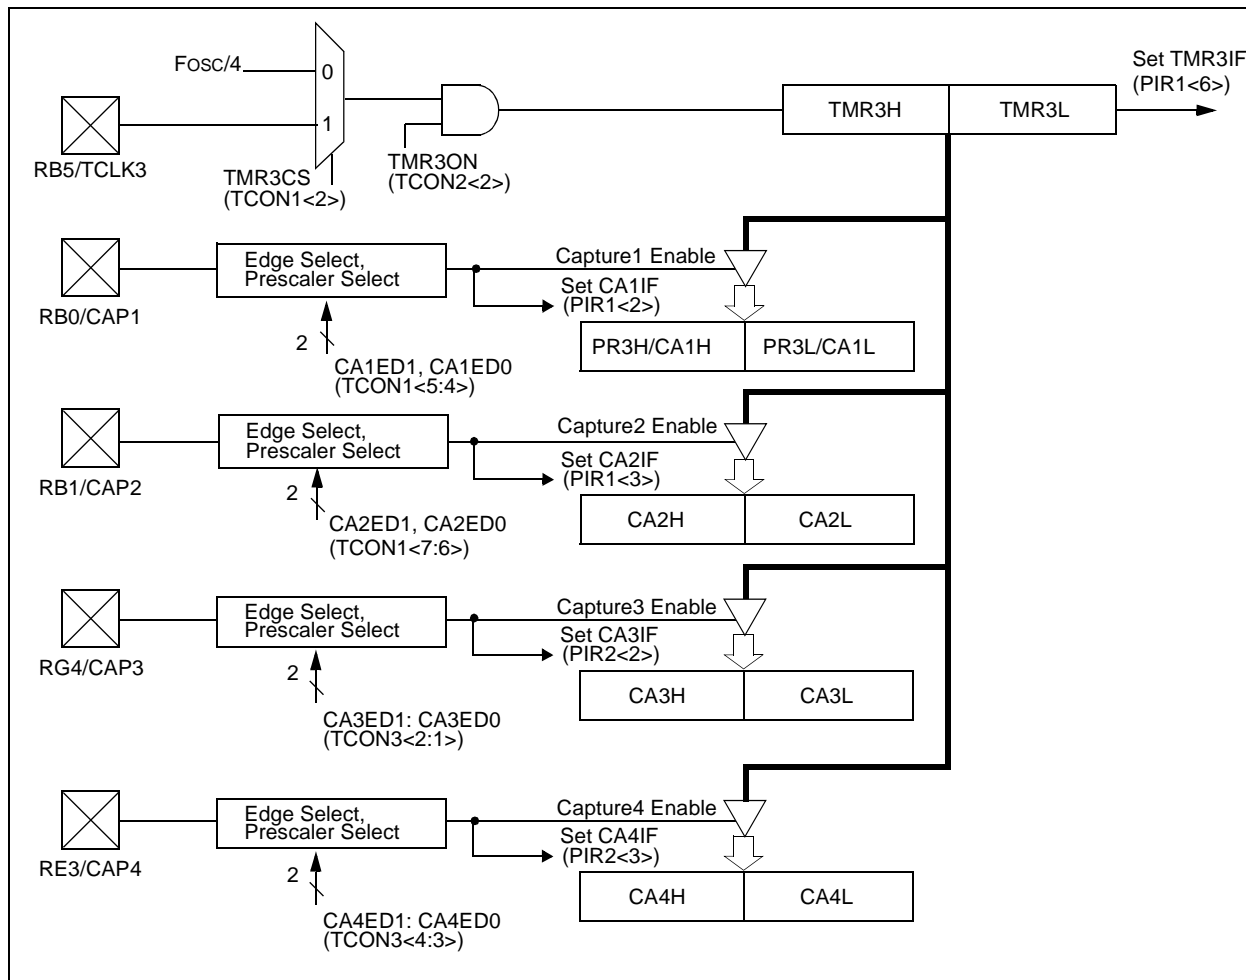 Fosc/4
0
1
RB5/TCLK3
TMR3CS
(TCON1<2>)
TMR3ON
(TCON2<2>)
TMR3H
TMR3L
Set TMR3IF
(PIR1<6>)
RB0/CAP1
Edge Select,
Prescaler Select
2
CA1ED1, CA1ED0
(TCON1<5:4>)
Capture1 Enable
Set CA1IF
(PIR1<2>)
PR3H/CA1H
PR3L/CA1L
RB1/CAP2
Edge Select,
Prescaler Select
2
CA2ED1, CA2ED0
(TCON1<7:6>)
Capture2 Enable
Set CA2IF
(PIR1<3>)
CA2H
CA2L
RG4/CAP3
Edge Select,
Prescaler Select
2
CA3ED1: CA3ED0
(TCON3<2:1>)
Capture3 Enable
Set CA3IF
(PIR2<2>)
CA3H
CA3L
RE3/CAP4
Edge Select,
Prescaler Select
2
CA4ED1: CA4ED0
(TCON3<4:3>)
Capture4 Enable
Set CA4IF
(PIR2<3>)
CA4H
CA4L